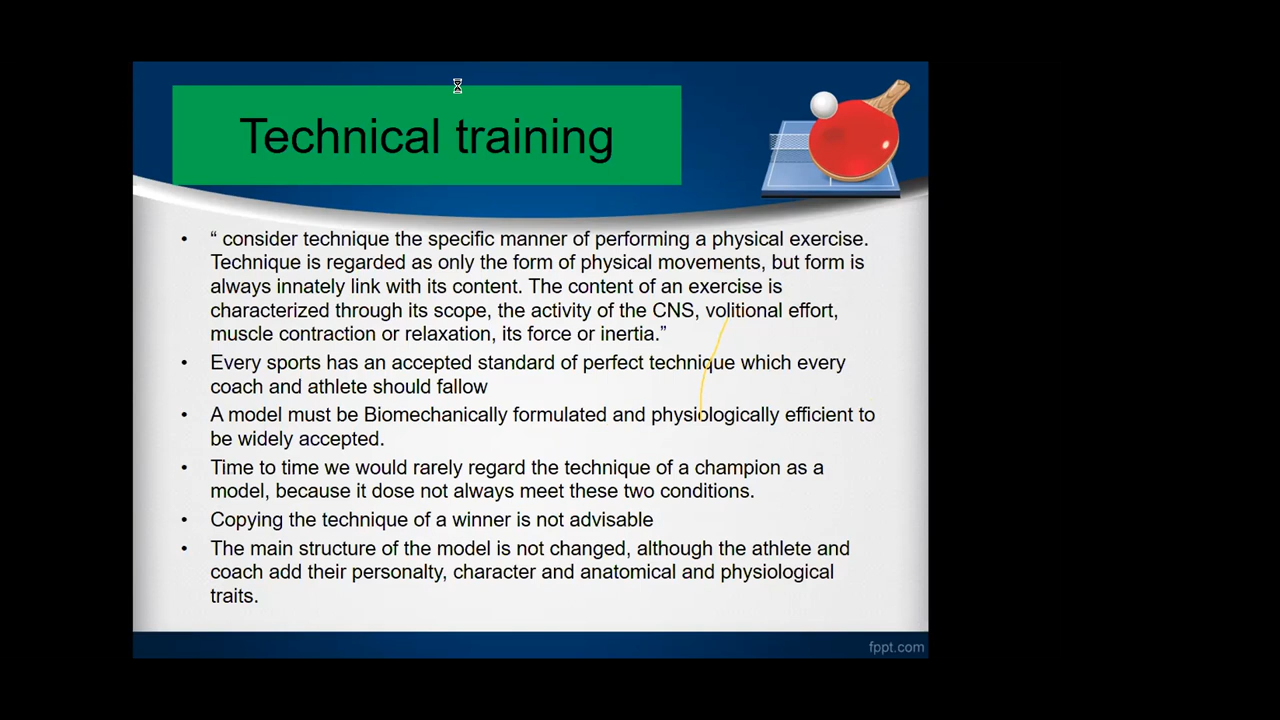 Technical training
• “ consider technique the specific manner of performing a physical exercise.
Technique is regarded as only the form of physical movements, but form is
always innately link with its content. The content of an exercise is
characterized through its scope, the activity of the CNS, volitional effort,
muscle contraction or relaxation, its force or inertia.”
• Every sports has an accepted standard of perfect technique which every
coach and athlete should fallow
• A model must be Biomechanically formulated and physiologically efficient to
be widely accepted.
• Time to time we would rarely regard the technique of a champion as a
model, because it dose not always meet these two conditions.
• Copying the technique of a winner is not advisable
• The main structure of the model is not changed, although the athlete and
coach add their personalty, character and anatomical and physiological
traits.
fppt.com